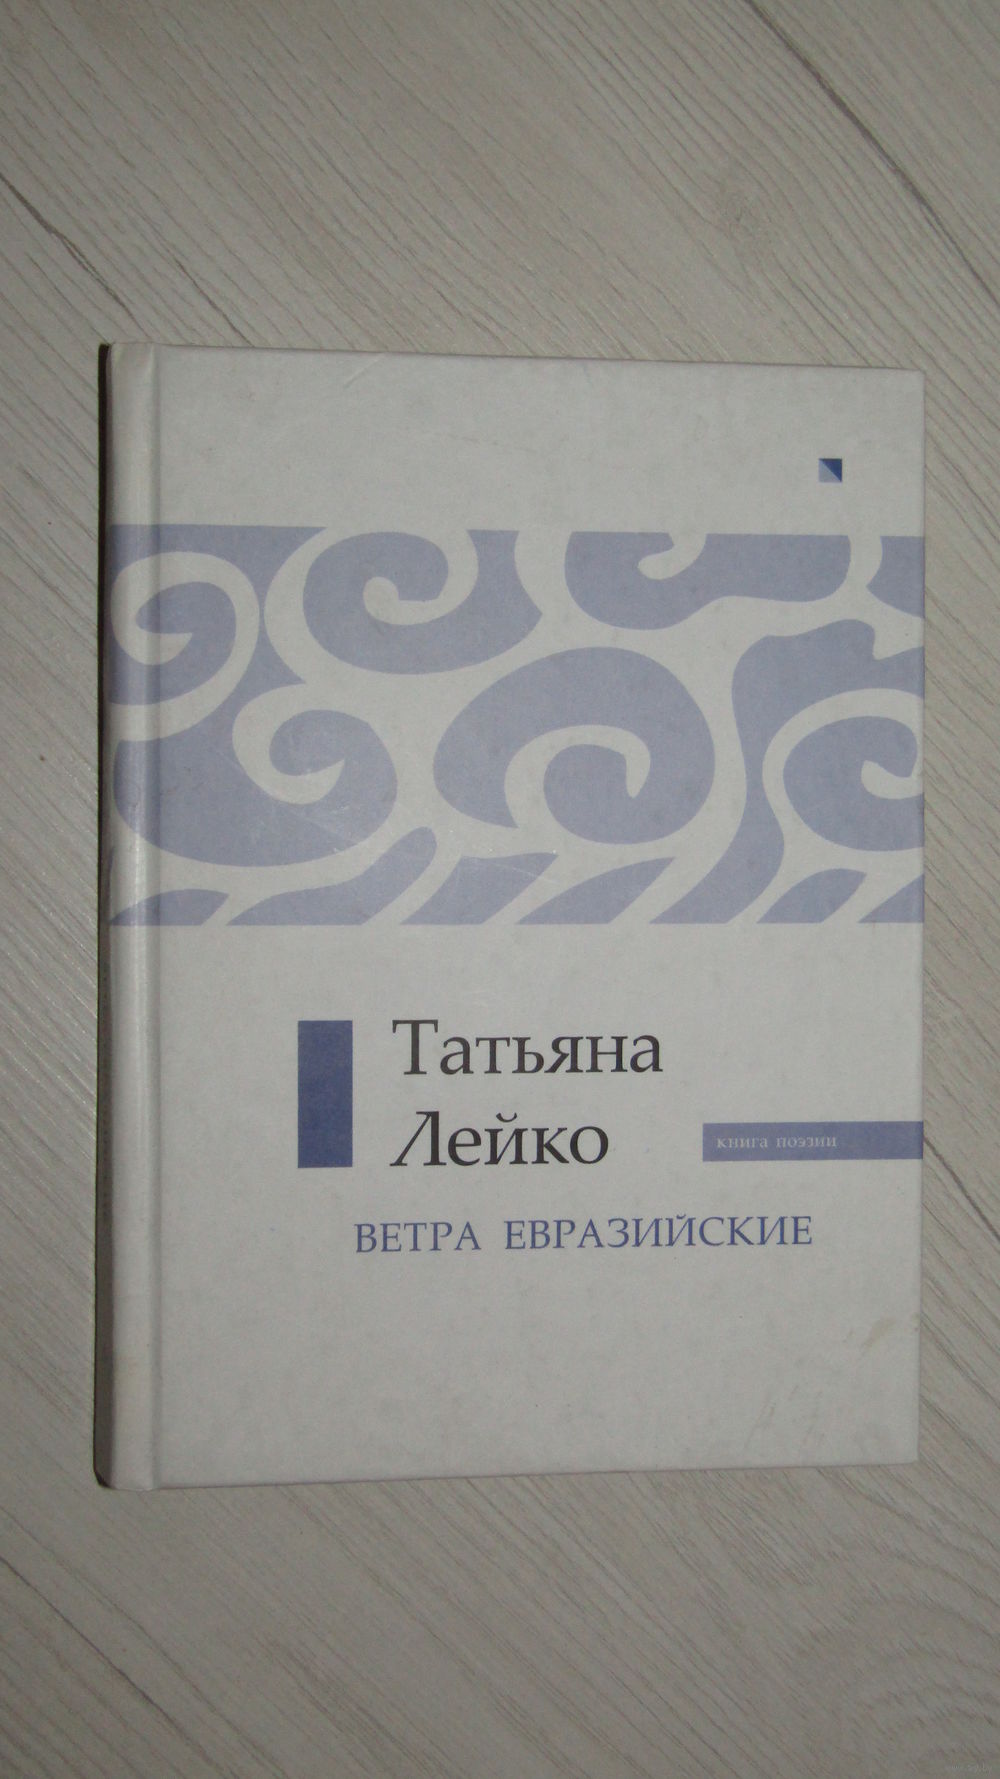 Татьяна
Лейко
книга поэзии
ВЕТРА ЕВРАЗИЙСКИЕ